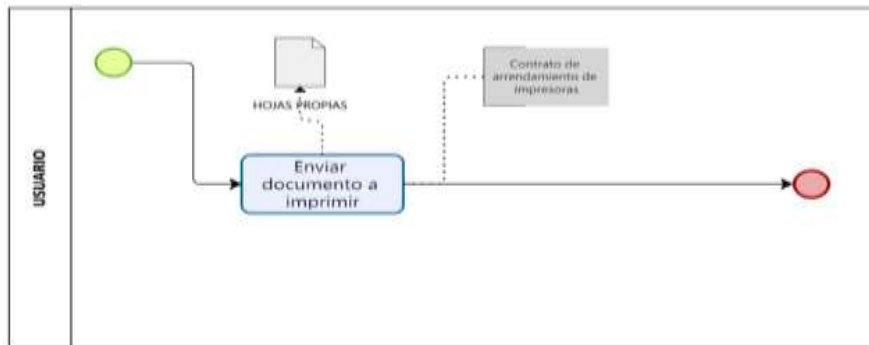 USUARIO
HOJAS PROPIAS
Contrato de
arrendamiento de
impresoras
Enviar
documento a
imprimir